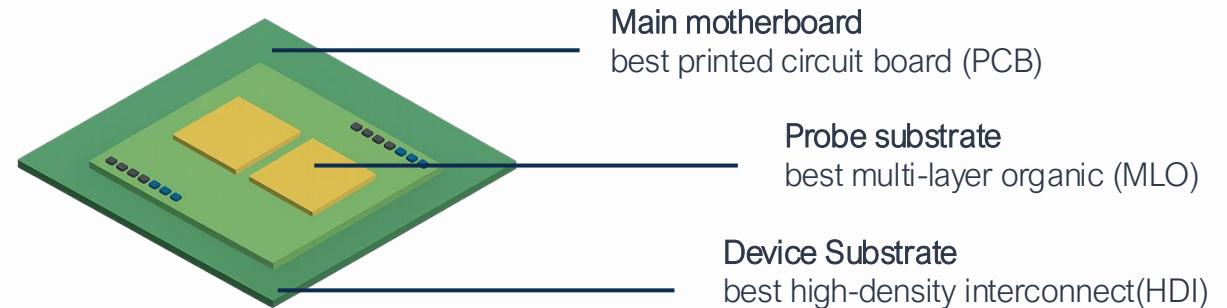 Main motherboard
best printed circuit board (PCB)
Probe substrate
best multi-layer organic (MLO)
Device Substrate
best high-density interconnect(HDI)